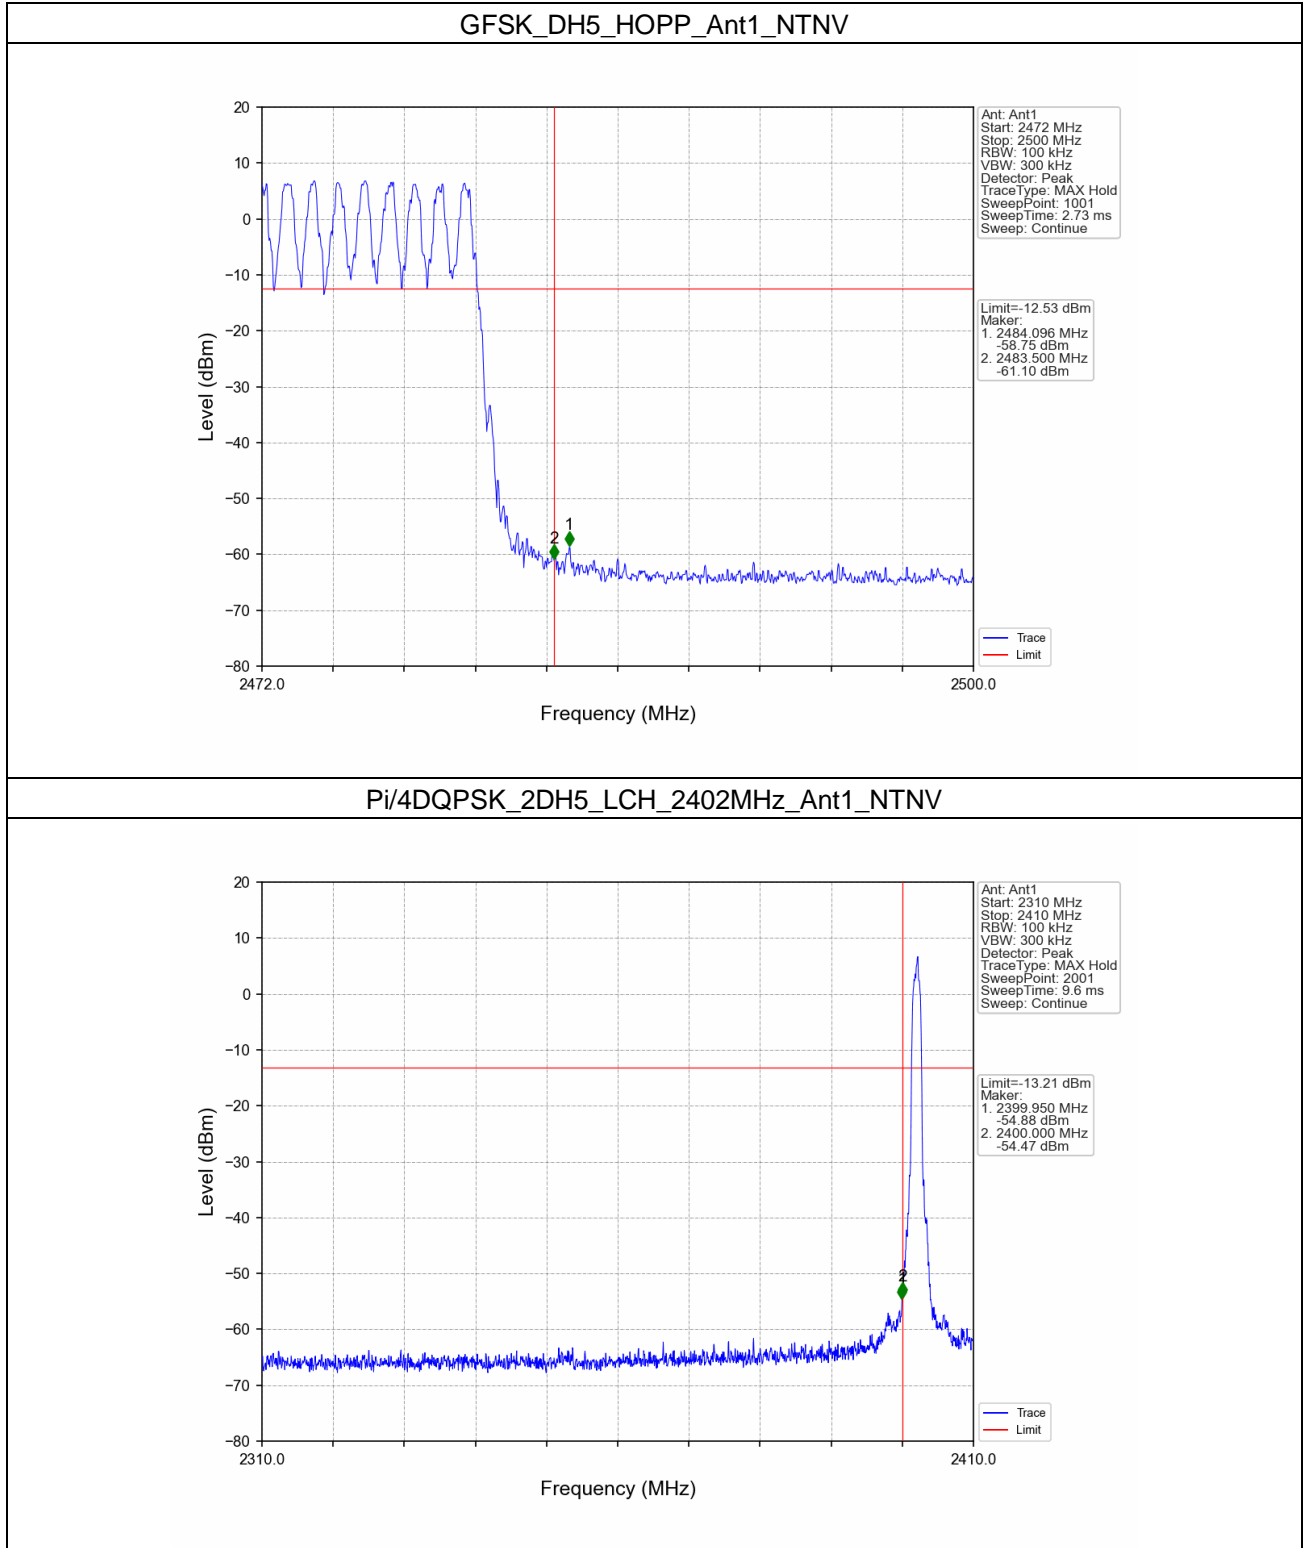 GFSK_DH5_HOPP_Ant1_NTNV
20
10
0
−10
−20
−30
−40
−50
−60
−70
−80
Level (dBm)
2472.0
2500.0
Frequency (MHz)
2
1
Ant: Ant1
Start: 2472 MHz
Stop: 2500 MHz
RBW: 100 kHz
VBW: 300 kHz
Detector: Peak
TraceType: MAX Hold
SweepPoint: 1001
SweepTime: 2.73 ms
Sweep: Continue
Limit=-12.53 dBm
Maker:
1. 2484.096 MHz
-58.75 dBm
2. 2483.500 MHz
-61.10 dBm
Trace
Limit
Pi/4DQPSK_2DH5_LCH_2402MHz_Ant1_NTNV
20
10
0
−10
−20
−30
−40
−50
−60
−70
−80
Level (dBm)
2310.0
2410.0
Frequency (MHz)
2
Ant: Ant1
Start: 2310 MHz
Stop: 2410 MHz
RBW: 100 kHz
VBW: 300 kHz
Detector: Peak
TraceType: MAX Hold
SweepPoint: 2001
SweepTime: 9.6 ms
Sweep: Continue
Limit=-13.21 dBm
Maker:
1. 2399.950 MHz
-54.88 dBm
2. 2400.000 MHz
-54.47 dBm
Trace
Limit